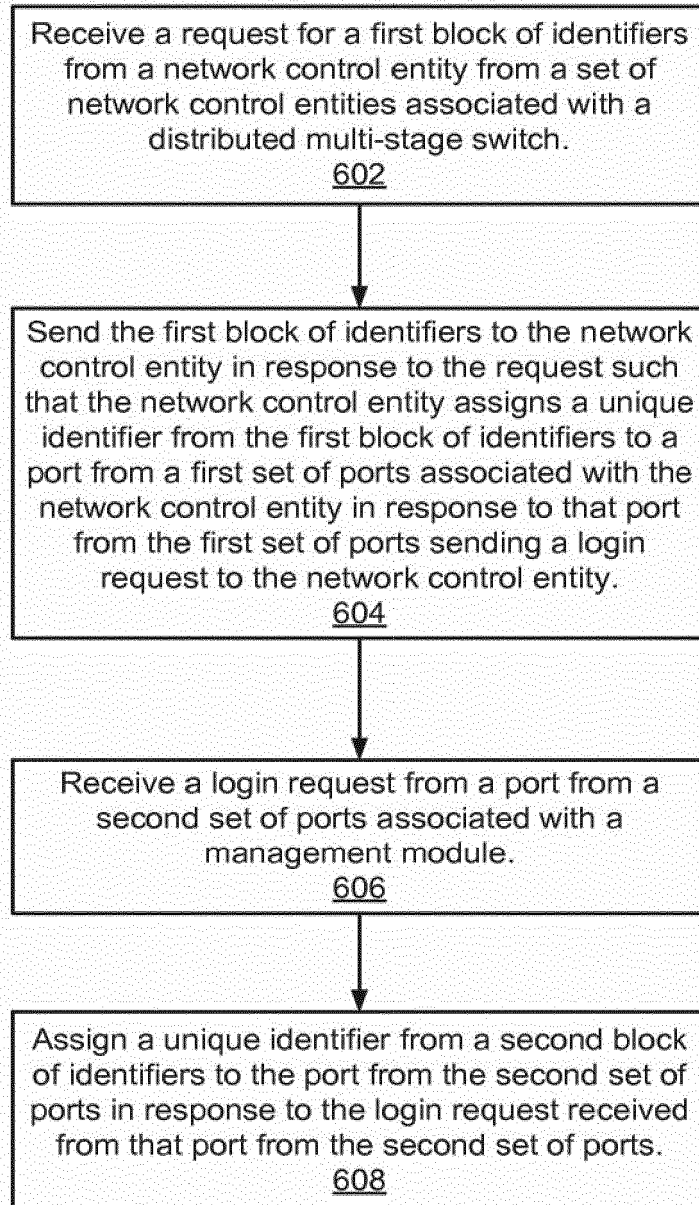 Receive a request for a first block of identifiers
from a network control entity from a set of
network control entities associated with a
distributed multi-stage switch.
602
Send the first block of identifiers to the network
control entity in response to the request such
that the network control entity assigns a unique
identifier from the first block of identifiers to a
port from a first set of ports associated with the
network control entity in response to that port
from the first set of ports sending a login
request to the network control entity.
604
Receive a login request from a port from a
second set of ports associated with a
management module.
606
Assign a unique identifier from a second block
of identifiers to the port from the second set of
ports in response to the login request received
from that port from the second set of ports.
608